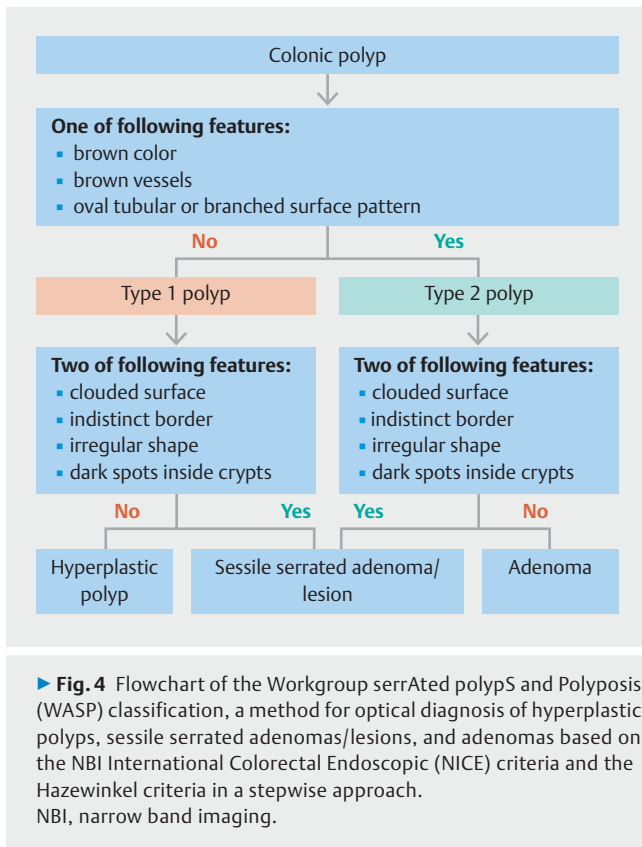 Colonic polyp
One of following features:
▪ brown color
▪ brown vessels
▪ oval tubular or branched surface pattern
No
Yes
Type 1 polyp
Type 2 polyp
Two of following features:
▪ clouded surface
▪ indistinct border
▪ irregular shape
▪ dark spots inside crypts
Two of following features:
▪ clouded surface
▪ indistinct border
▪ irregular shape
▪ dark spots inside crypts
No
Yes
Yes
No
Hyperplastic
polyp
Sessile serrated adenoma/
lesion
Adenoma
▶ Fig. 4 Flowchart of the Workgroup serrAted polypS and Polyposis
(WASP) classification, a method for optical diagnosis of hyperplastic
polyps, sessile serrated adenomas/lesions, and adenomas based on
the NBI International Colorectal Endoscopic (NICE) criteria and the
Hazewinkel criteria in a stepwise approach.
NBI, narrow band imaging.